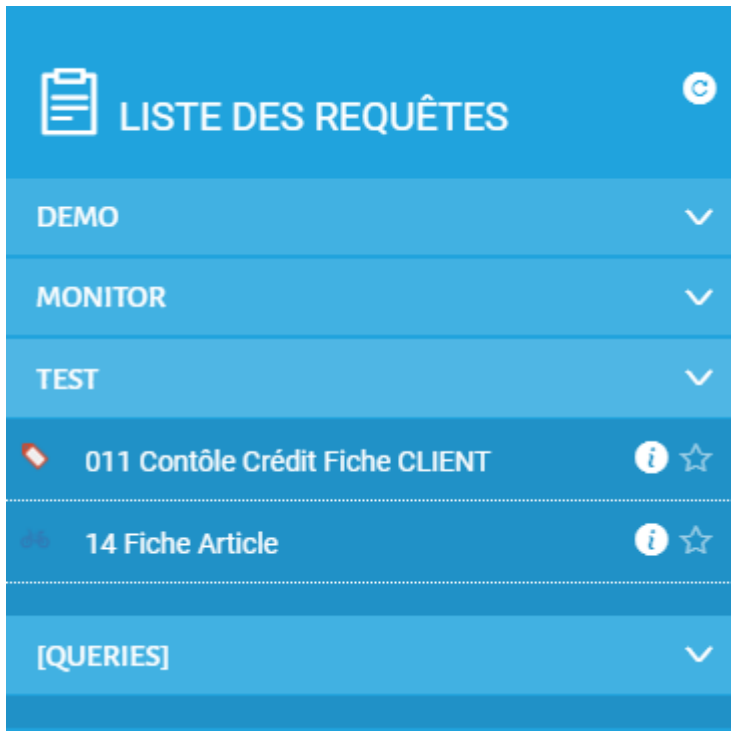 LISTE DES REQUÊTES
DEMO
MONITOR
TEST
011 Contôle Crédit Fiche CLIENT
14 Fiche Article
[QUERIES]